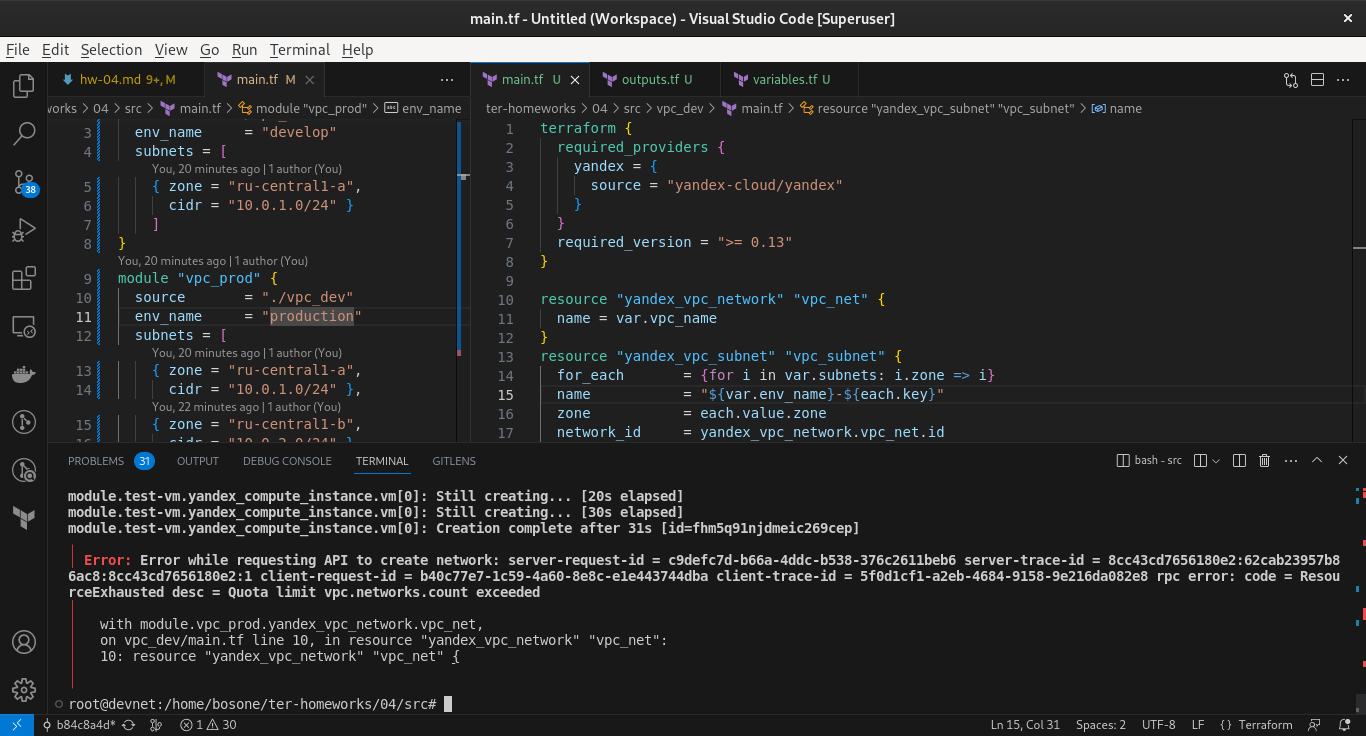 main.tf - Untitled (Workspace) - Visual Studio Code [Superuser]
File Edit Selection View Go Run Terminal Help
hw-04.md 9+, M main.tf M
main.tf U outputs.tf U variables.tf U
works > 04 > src > main.tf > module "vpc_prod" > env_name
ter-homeworks > 04 > src > vpc_dev > main.tf > resource "yandex_vpc_subnet" "vpc_subnet" > name
3 env_name = "develop"
4 subnets = [
You, 20 minutes ago | 1 author (You)
5 { zone = "ru-central1-a",
6 cidr = "10.0.1.0/24" }
7 ]
8 }
You, 20 minutes ago | 1 author (You)
9 module "vpc_prod" {
10 source = "./vpc_dev"
11 env_name = "production"
12 subnets = [
You, 20 minutes ago | 1 author (You)
13 { zone = "ru-central1-a",
14 cidr = "10.0.1.0/24" },
You, 22 minutes ago | 1 author (You)
15 { zone = "ru-central1-b",
16 cidr = "10.0.2.0/24" }
1 terraform {
2 required_providers {
3 yandex = {
4 source = "yandex-cloud/yandex"
5 }
6 }
7 required_version = ">= 0.13"
8 }
9
10 resource "yandex_vpc_network" "vpc_net" {
11 name = var.vpc_name
12 }
13 resource "yandex_vpc_subnet" "vpc_subnet" {
14 for_each = {for i in var.subnets: i.zone => i}
15 name = "${var.env_name}-${each.key}"
16 zone = each.value.zone
17 network_id = yandex_vpc_network.vpc_net.id
38
PROBLEMS 31 OUTPUT DEBUG CONSOLE TERMINAL GITLENS
bash - src
module.test-vm.yandex_compute_instance.vm[0]: Still creating... [20s elapsed]
module.test-vm.yandex_compute_instance.vm[0]: Still creating... [30s elapsed]
module.test-vm.yandex_compute_instance.vm[0]: Creation complete after 31s [id=fhm5q91njdmeic269cep]
Error: Error while requesting API to create network: server-request-id = c9defc7d-b66a-4ddc-b538-376c2611beb6 server-trace-id = 8cc43cd7656180e2:62cab23957b8
6ac8:8cc43cd7656180e2:1 client-request-id = b40c77e7-1c59-4a60-8e8c-e1e443744dba client-trace-id = 5f0d1cf1-a2eb-4684-9158-9e216da082e8 rpc error: code = Resou
rceExhausted desc = Quota limit vpc.networks.count exceeded
with module.vpc_prod.yandex_vpc_network.vpc_net,
on vpc_dev/main.tf line 10, in resource "yandex_vpc_network" "vpc_net":
10: resource "yandex_vpc_network" "vpc_net" {
root@devnet:/home/bosone/ter-homeworks/04/src#
b84c8a4d* 1 30 Ln 15, Col 31 Spaces: 2 UTF-8 LF {} Terraform